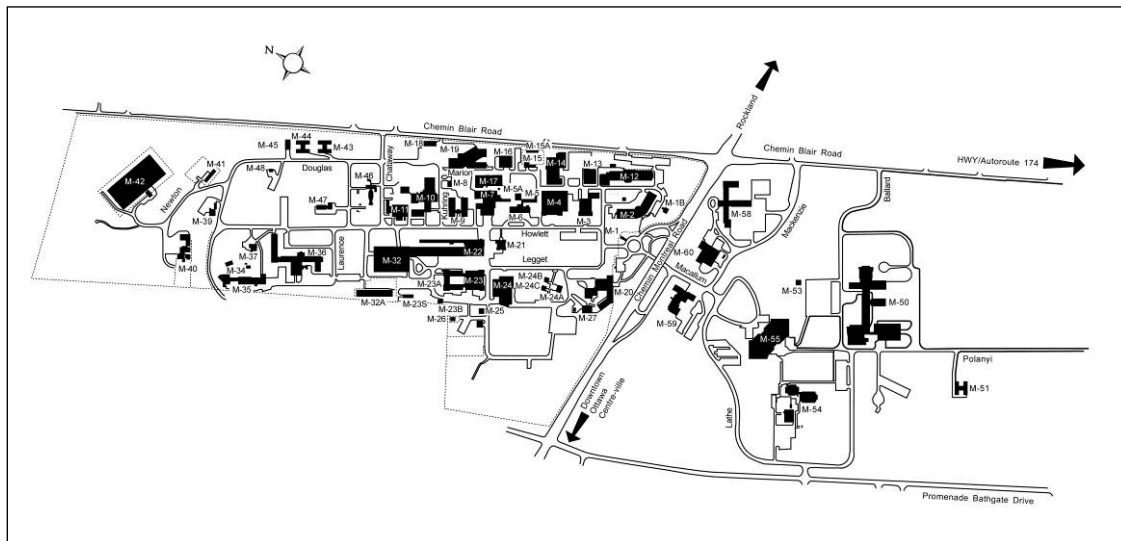 N
Rockland
Chemin Blair Road
Chemin Blair Road
HWY/Autoroute 174
M-45
M-44
M-43
M-18
M-19
M-16
M-15A
M-15
M-14
M-13
M-12
M-42
M-41
M-48
Douglas
M-46
Chataway
Marion
M-8
M-17
M-5A
M-5
M-7
M-4
M-3
M-2
M-1B
M-58
Ballard
Newton
M-39
M-47
M-11
M-10
Kuhring
M-9
M-6
Howlett
M-1
Mackenzie
M-40
M-37
M-36
M-34
M-35
Laurence
M-32
M-22
M-21
Legget
Chemin Montreal Road
M-60
Macallum
M-32A
M-23A
M-23
M-23S
M-23B
M-26
M-25
M-24
M-24B
M-24C
M-24A
M-27
M-20
M-59
M-53
M-50
M-55
Polanyi
M-51
M-54
Lathe
Downtown
Ottawa
Centre-ville
Promenade Bathgate Drive